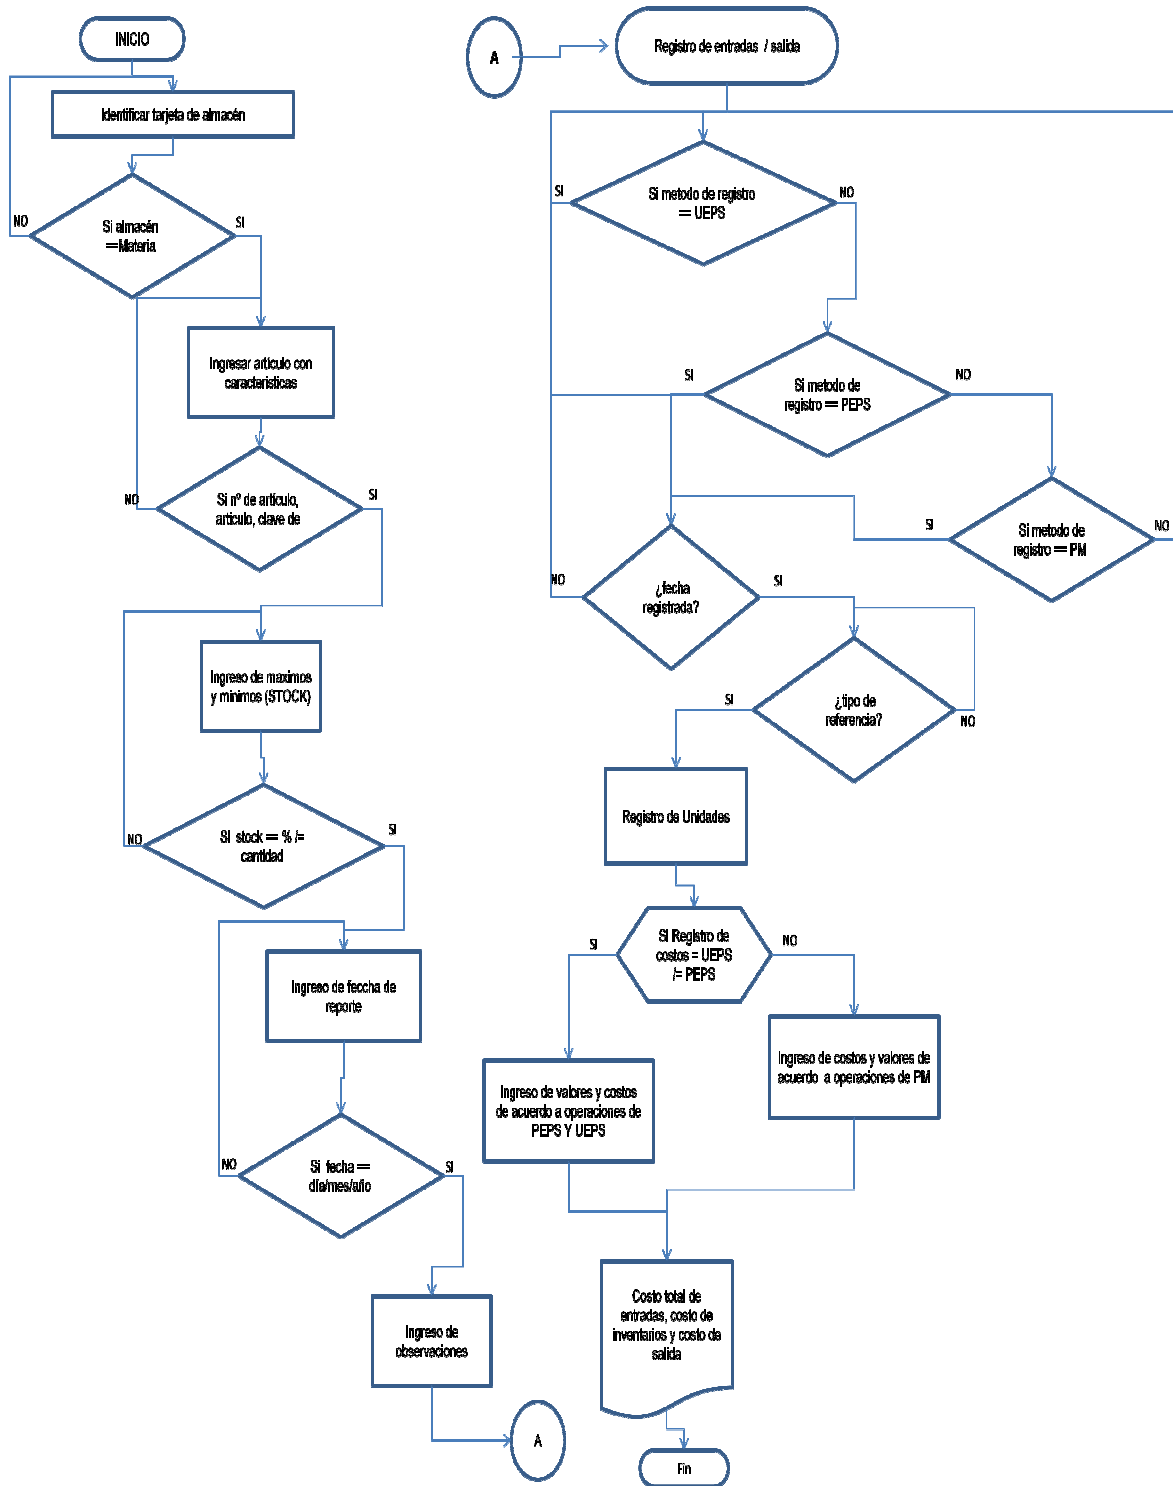 INICIO
Identificar tarjeta de almacén
NO
Si almacén
==Materia
SI
Ingresar artículo con
características
NO
Si nº de artículo,
artículo, clave de
SI
Ingreso de maximos
y mínimos (STOCK)
NO
SI stock == % /=
cantidad
SI
Ingreso de feccha de
reporte
NO
Si fecha ==
día/mes/año
SI
Ingreso de
observaciones
A
A
Registro de entradas / salida
SI
Si metodo de registro
== UEPS
NO
SI
Si metodo de
registro == PEPS
NO
SI
Si metodo de
registro == PM
NO
NO
¿fecha
registrada?
SI
SI
¿tipo de
referencia?
NO
Registro de Unidades
SI
SI Registro de
costos = UEPS
/= PEPS
NO
Ingreso de valores y costos
de acuerdo a operaciones de
PEPS Y UEPS
Ingreso de costos y valores de
acuerdo a operaciones de PM
Costo total de
entradas, costo de
inventarios y costo de
salida
Fin